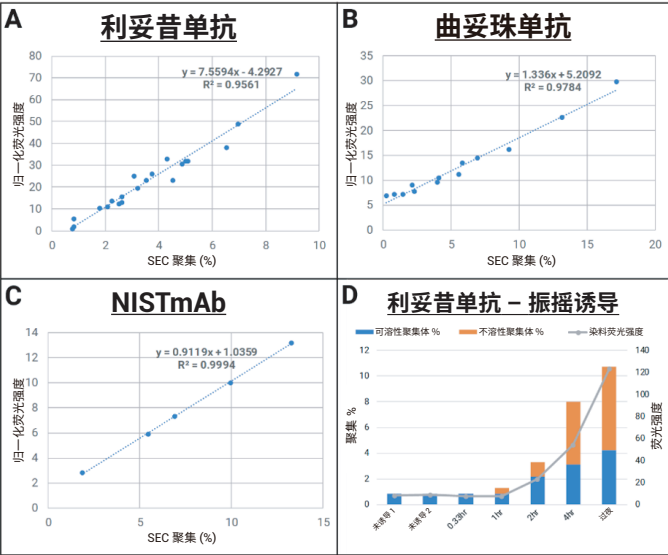 A
利妥昔单抗
80
70
60
50
40
30
20
10
0
归一化荧光强度
y = 7.5594x - 4.2927
R² = 0.9561
0 2 4 6 8 10
SEC 聚集 (%)
B
曲妥珠单抗
35
30
25
20
15
10
5
0
归一化荧光强度
y = 1.336x + 5.2092
R² = 0.9784
0 5 10 15 20
SEC 聚集 (%)
C
NISTmAb
14
12
10
8
6
4
2
0
归一化荧光强度
y = 0.9119x + 1.0359
R² = 0.9994
0 5 10 15
SEC 聚集 (%)
D
利妥昔单抗 – 振摇诱导
可溶性聚集体 % 不溶性聚集体 % 染料荧光强度
12
10
8
6
4
2
0
聚集 %
140
120
100
80
60
40
20
0
荧光强度
未诱导 1 未诱导 2 0.33hr 1hr 2hr 4hr 过夜